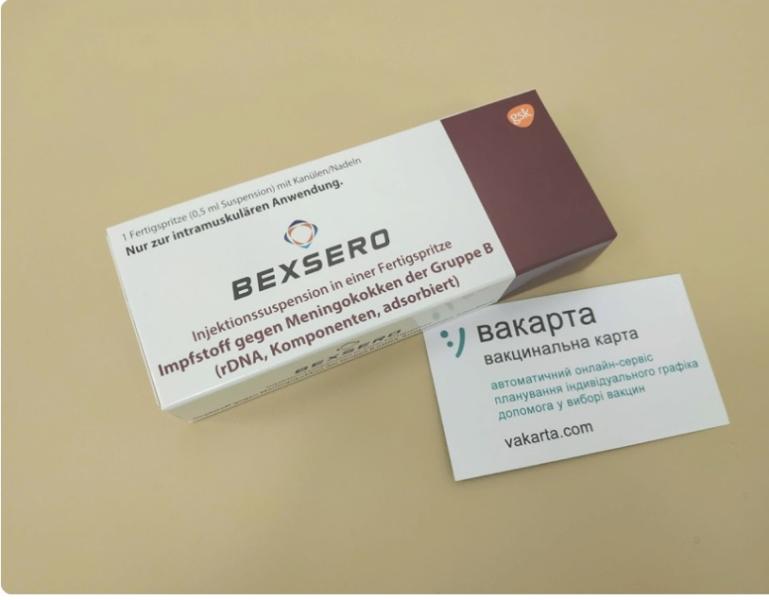 1 Fertigspritze (0,5 ml Suspension) mit Kanülen/Nadeln
Nur zur intramuskulären Anwendung.
gsk
BEXSERO
Injektionssuspension in einer Fertigspritze
Impfstoff gegen Meningokokken der Gruppe B
(rDNA, Komponenten, adsorbiert)
BEXSERO
вакарта
вакцинальна карта
автоматичний онлайн-сервіс
планування індивідуального графіка
допомога у виборі вакцин
vakarta.com